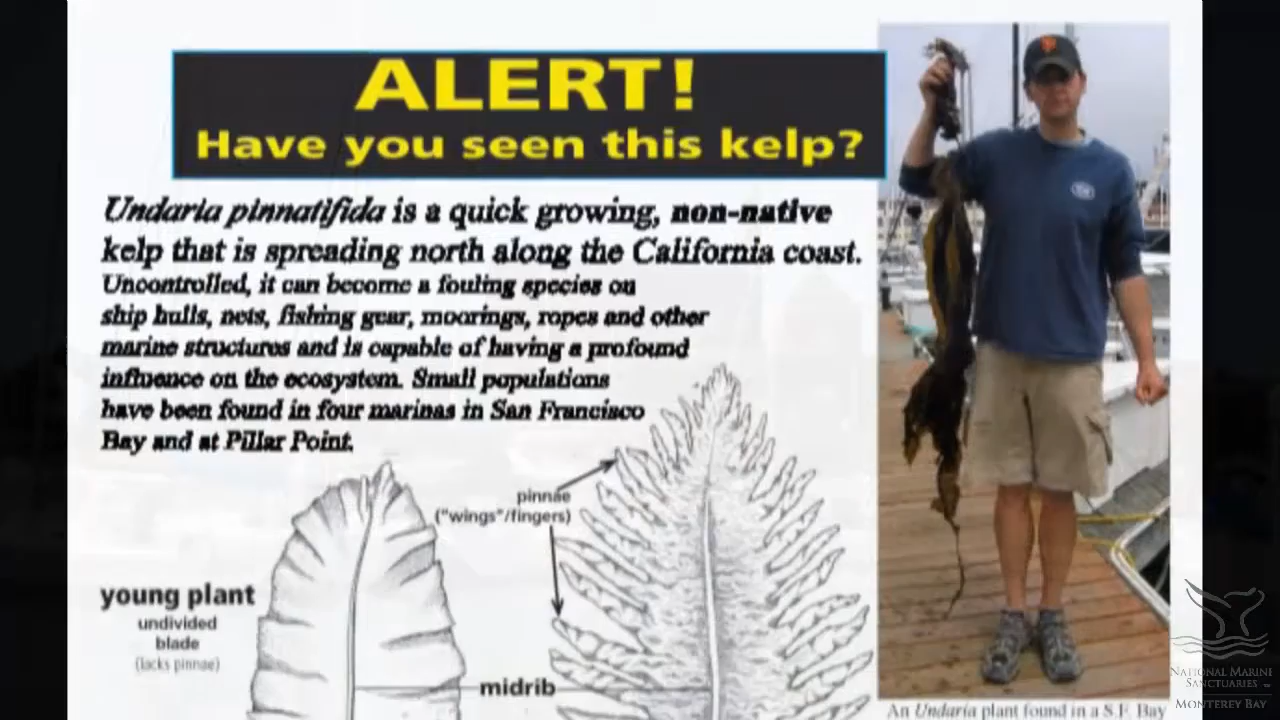 ALERT!
Have you seen this kelp?
Undaria pinnatifida is a quick growing, non-native
kelp that is spreading north along the California coast.
Uncontrolled, it can become a fouling species on
ship hulls, nets, fishing gear, moorings, ropes and other
marine structures and is capable of having a profound
influence on the ecosystem. Small populations
have been found in four marinas in San Francisco
Bay and at Pillar Point.
pinnae
("wings"/fingers)
young plant
undivided
blade
(lacks pinnae)
midrib
An Undaria plant found in a S.F. Bay
NATIONAL MARINE
SANCTUARIES
MONTEREY BAY